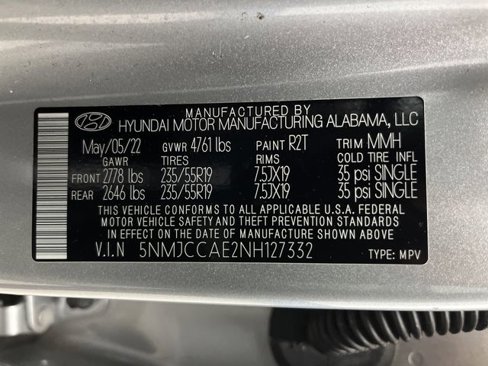 MANUFACTURED BY
HYUNDAI MOTOR MANUFACTURING ALABAMA, LLC
May/05/22 GVWR 4761 lbs PAINT R2T TRIM MMH
GAWR TIRES RIMS COLD TIRE INFL
FRONT 2778 lbs 235/55R19 7.5JX19 35 psi SINGLE
REAR 2646 lbs 235/55R19 7.5JX19 35 psi SINGLE
THIS VEHICLE CONFORMS TO ALL APPLICABLE U.S.A. FEDERAL
MOTOR VEHICLE SAFETY AND THEFT PREVENTION STANDARDS
IN EFFECT ON THE DATE OF MANUFACTURE SHOWN ABOVE
V.I.N 5NMJCCAE2NH127332 TYPE: MPV